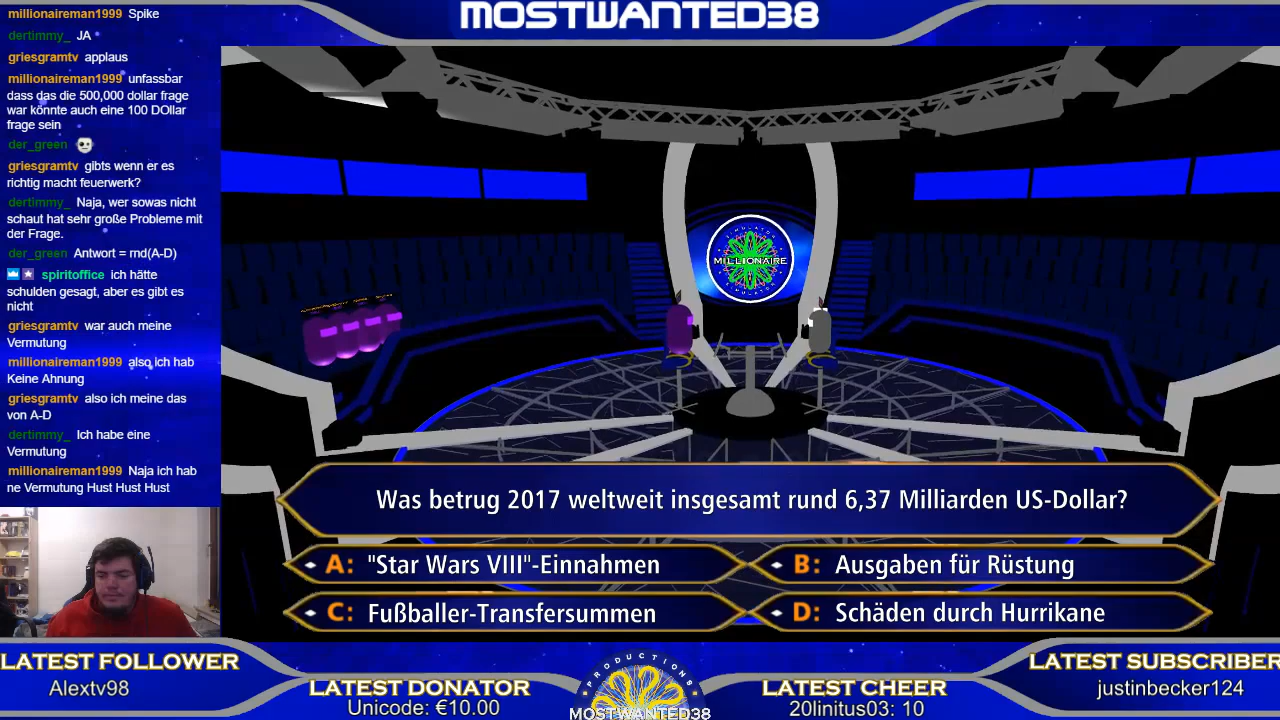 MOSTWANTED38
millionaireman1999 Spike
dertimmy_ JA
griesgramtv applaus
millionaireman1999 unfassbar
dass das die 500,000 dollar frage
war könnte auch eine 100 DOllar
frage sein
der_green
griesgramtv gibts wenn er es
richtig macht feuerwerk?
dertimmy_ Naja, wer sowas nicht
schaut hat sehr große Probleme mit
der Frage.
der_green Antwort = rnd(A-D)
spiritoffice ich hätte
schulden gesagt, aber es gibt es
nicht
griesgramtv war auch meine
Vermutung
millionaireman1999 also ich hab
Keine Ahnung
griesgramtv also ich meine das
von A-D
dertimmy_ Ich habe eine
Vermutung
millionaireman1999 Naja ich hab
ne Vermutung Hust Hust Hust
SIMULATOR
MILLIONAIRE
SIMULATOR
Was betrug 2017 weltweit insgesamt rund 6,37 Milliarden US-Dollar?
A: "Star Wars VIII"-Einnahmen
B: Ausgaben für Rüstung
C: Fußballer-Transfersummen
D: Schäden durch Hurrikane
LATEST FOLLOWER
Alextv98
LATEST DONATOR
Unicode: €10.00
PRODUCTIONS
MOSTWANTED38
LATEST CHEER
20linitus03: 10
LATEST SUBSCRIBER
justinbecker124